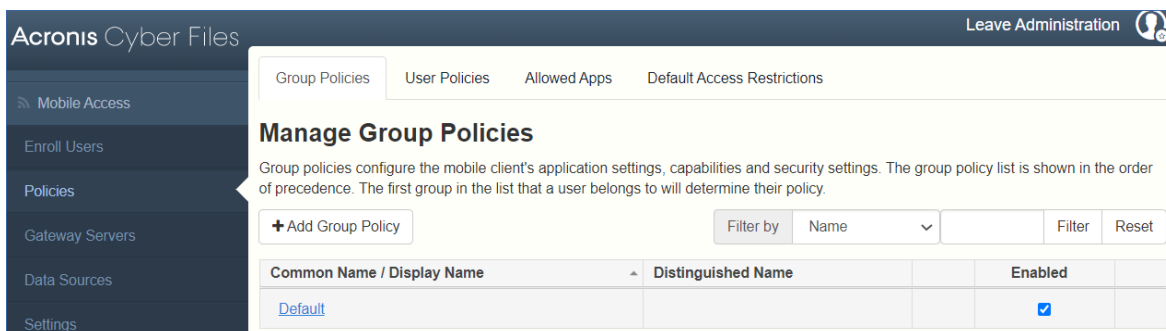 Acronis Cyber Files
Leave Administration
Mobile Access
Enroll Users
Policies
Gateway Servers
Data Sources
Settings
Group Policies User Policies Allowed Apps Default Access Restrictions
Manage Group Policies
Group policies configure the mobile client's application settings, capabilities and security settings. The group policy list is shown in the order
of precedence. The first group in the list that a user belongs to will determine their policy.
+ Add Group Policy Filter by Name Filter Reset
Common Name / Display Name Distinguished Name Enabled
Default